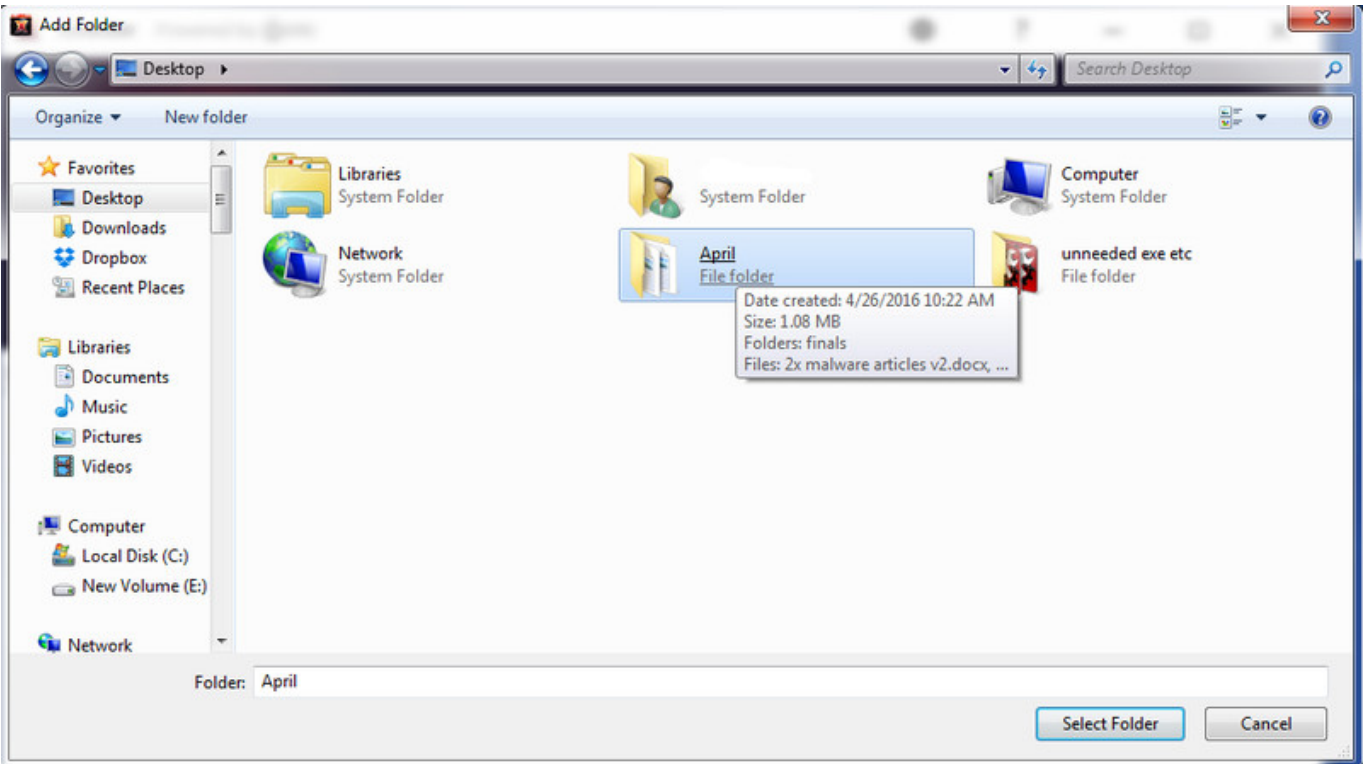 Add Folder
Desktop
Search Desktop
Organize
New folder
Favorites
Desktop
Downloads
Dropbox
Recent Places
Libraries
Documents
Music
Pictures
Videos
Computer
Local Disk (C:)
New Volume (E:)
Network
Libraries
System Folder
System Folder
Computer
System Folder
Network
System Folder
April
File folder
unneeded exe etc
File folder
Date created: 4/26/2016 10:22 AM
Size: 1.08 MB
Folders: finals
Files: 2x malware articles v2.docx, ...
Folder: April
Select Folder
Cancel